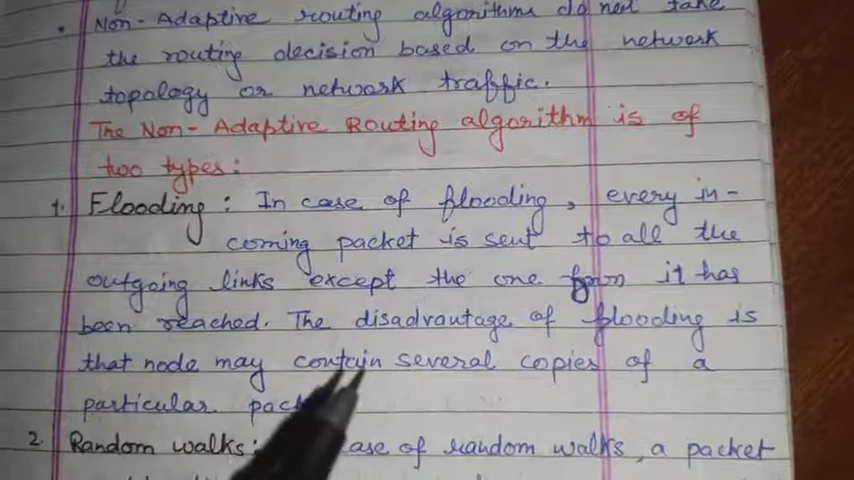 . Non-Adaptive routing algorithms do not take
the routing decision based on the network
topology or network traffic.
The Non-Adaptive Routing algorithm is of
two types:
1. Flooding: In case of flooding, every in-
coming packet is sent to all the
outgoing links except the one from it has
been reached. The disadvantage of flooding is
that node may contain several copies of a
particular pack
2. Random walks: ase of random walks, a packet